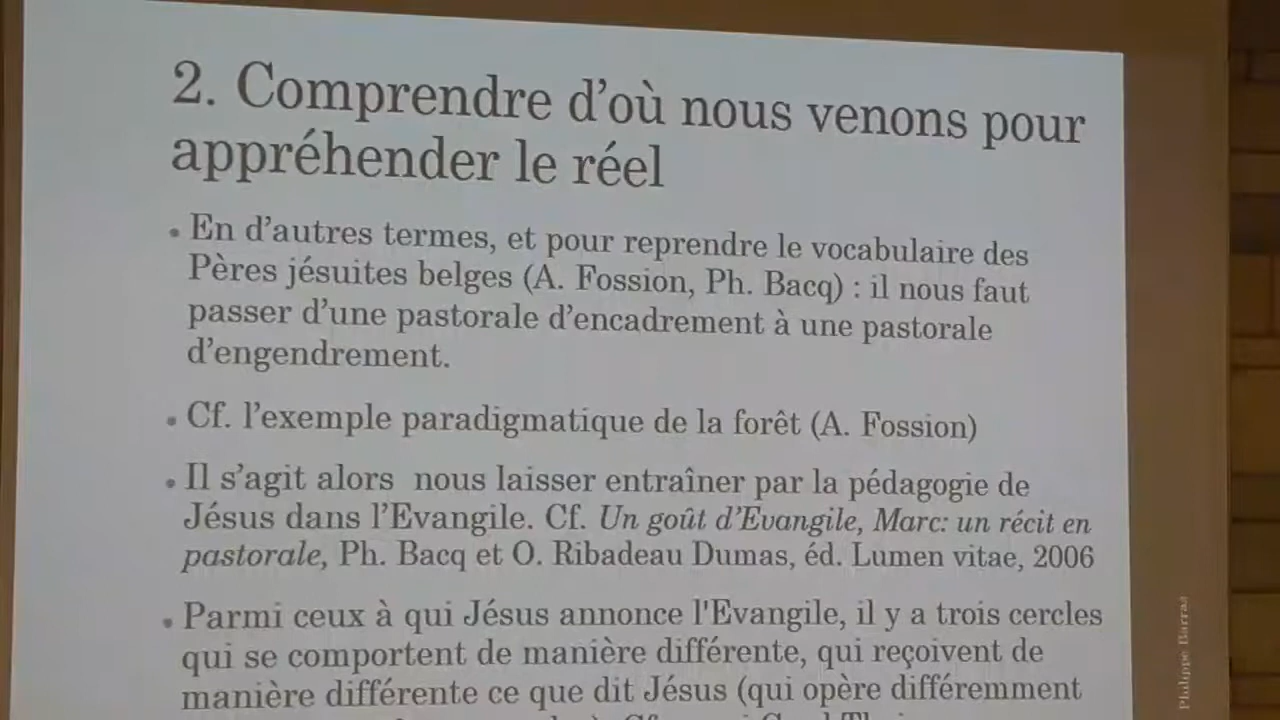 2. Comprendre d'où nous venons pour
appréhender le réel
• En d'autres termes, et pour reprendre le vocabulaire des
Pères jésuites belges (A. Fossion, Ph. Bacq) : il nous faut
passer d'une pastorale d'encadrement à une pastorale
d'engendrement.
• Cf. l'exemple paradigmatique de la forêt (A. Fossion)
• Il s'agit alors nous laisser entraîner par la pédagogie de
Jésus dans l'Evangile. Cf. Un goût d'Evangile, Marc: un récit en
pastorale, Ph. Bacq et O. Ribadeau Dumas, éd. Lumen vitae, 2006
• Parmi ceux à qui Jésus annonce l'Evangile, il y a trois cercles
qui se comportent de manière différente, qui reçoivent de
manière différente ce que dit Jésus (qui opère différemment
Philippe Barras